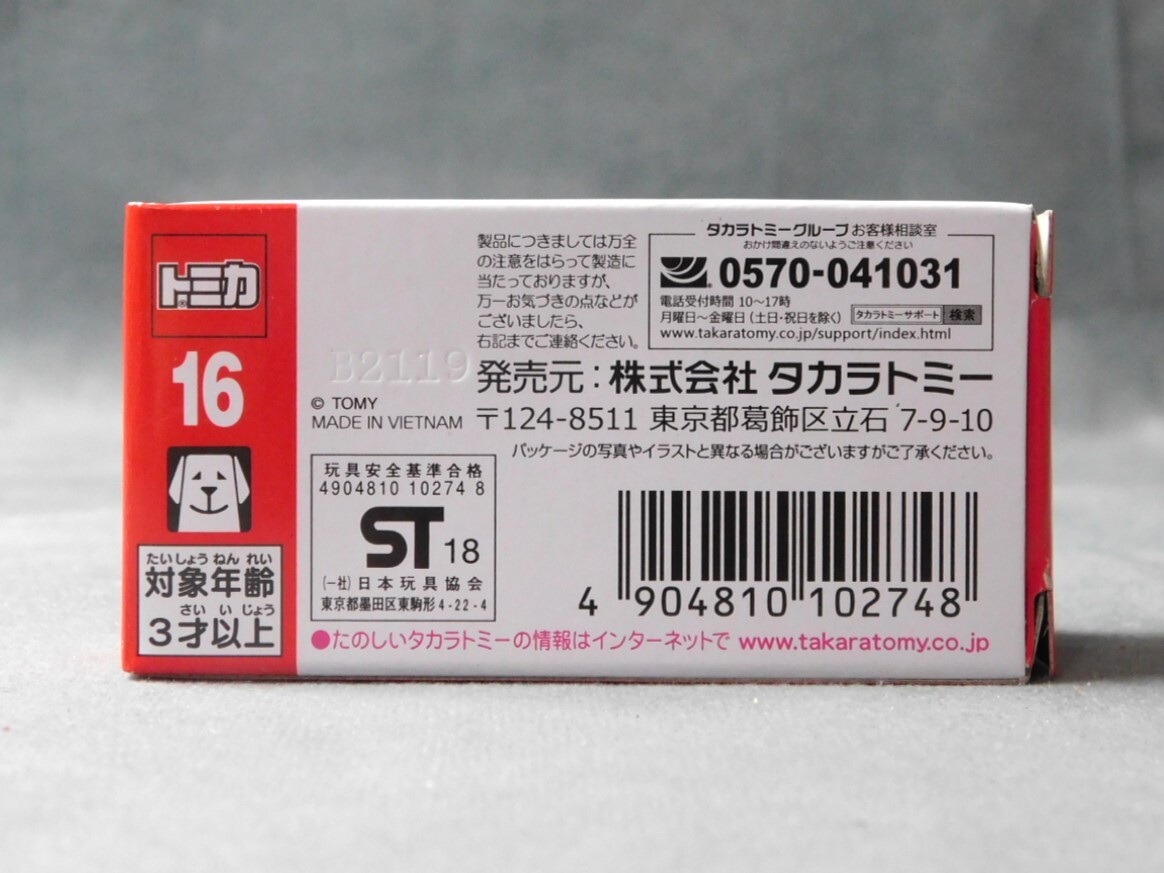 トミカ
16
たいしょうねんれい
対象年齢
さいいじょう
3才以上
B2119
© TOMY
MADE IN VIETNAM
玩具安全基準合格
4904810 10274 8
ST 18
(一社)日本玩具協会
東京都墨田区東駒形4-22-4
製品につきましては万全
の注意をはらって製造に
当たっておりますが、
万一お気づきの点などが
ございましたら、
右記までご連絡ください。
タカラトミーグループお客様相談室
おかけ間違えのないようご注意ください
0570-041031
電話受付時間 10〜17時
月曜日〜金曜日(土日・祝日を除く)
タカラトミーサポート 検索
www.takaratomy.co.jp/support/index.html
発売元:株式会社 タカラトミー
〒124-8511 東京都葛飾区立石 7-9-10
パッケージの写真やイラストと異なる場合がございますがご了承ください。
4 904810 102748
●たのしいタカラトミーの情報はインターネットで www.takaratomy.co.jp